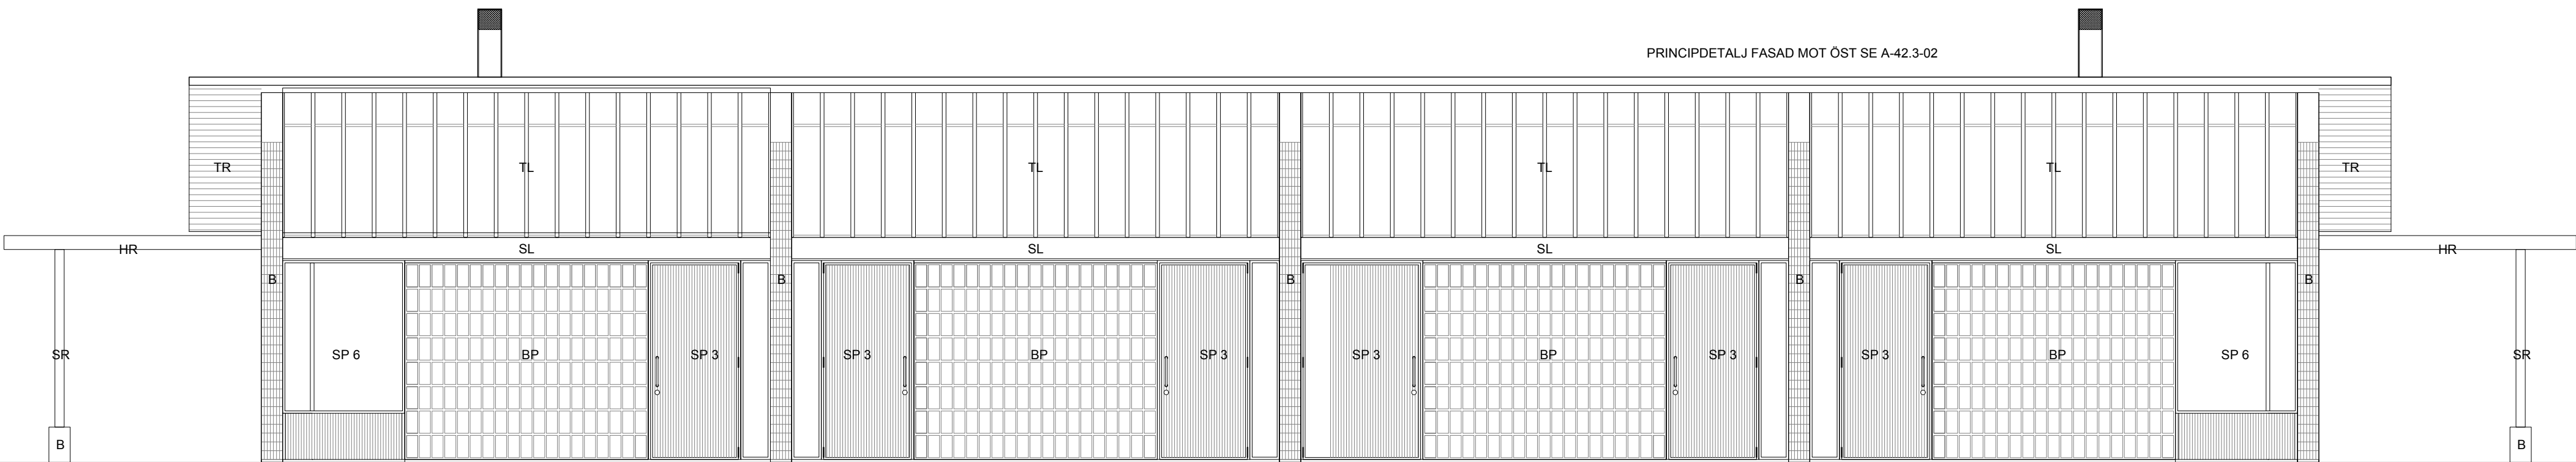 PRINCIPDETALJ FASAD MOT ÖST SE A-42.3-02
TR TL TL TL TL TR
HR SL SL SL SL HR
B B B B B
SR SP 6 BP SP 3 SP 3 BP SP 3 SP 3 BP SP 3 SP 3 BP SP 6 SR
B B